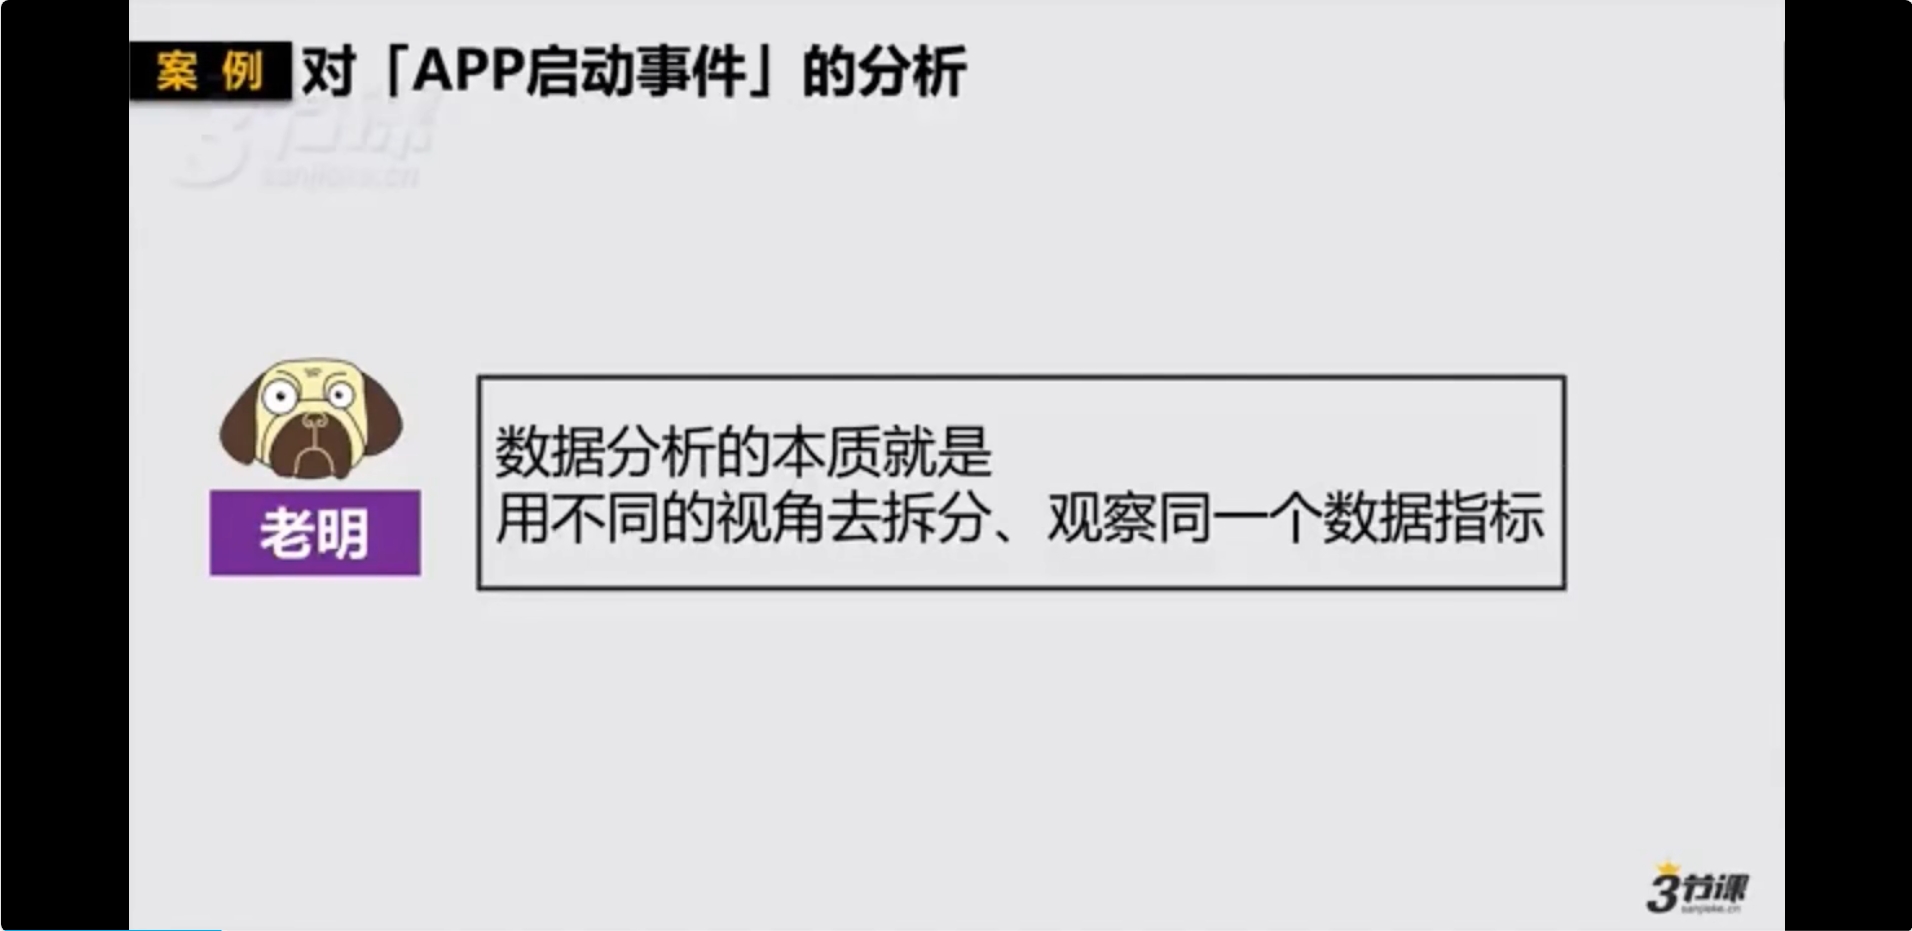 案 例 对「APP启动事件」的分析
3节课
sanjieke.cn
老明
数据分析的本质就是
用不同的视角去拆分、观察同一个数据指标
3节课
sanjieke.cn